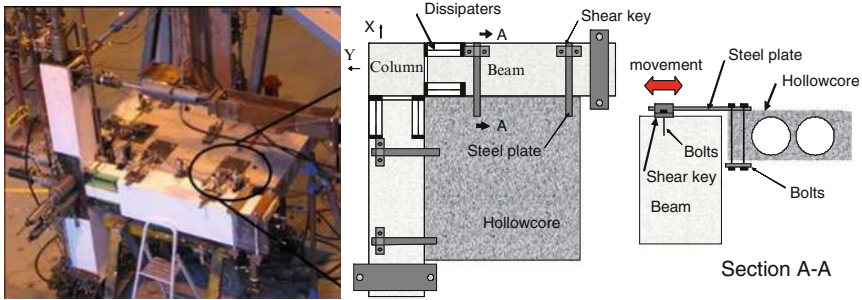 Dissipaters
A
Shear key
X
Y
Column
Beam
A
Steel plate
Hollowcore
Steel plate
movement
Hollowcore
Bolts
Shear key
Bolts
Beam
Section A-A